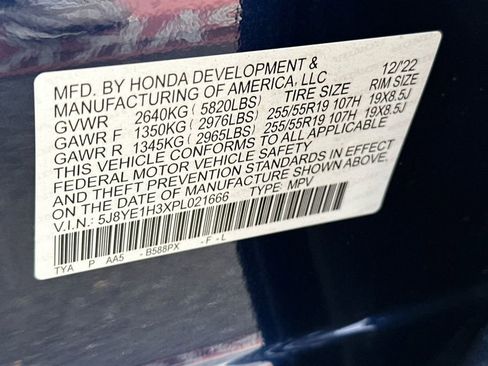 MFD. BY HONDA DEVELOPMENT & 12/22
MANUFACTURING OF AMERICA, LLC
TIRE SIZE RIM SIZE
GVWR 2640KG (5820LBS)
GAWR F 1350KG (2976LBS) 255/55R19 107H 19X8.5J
GAWR R 1345KG (2965LBS) 255/55R19 107H 19X8.5J
THIS VEHICLE CONFORMS TO ALL APPLICABLE
FEDERAL MOTOR VEHICLE SAFETY
AND THEFT PREVENTION STANDARDS IN EFFECT
ON THE DATE OF MANUFACTURE SHOWN ABOVE.
V.I.N.: 5J8YE1H3XPL021666 TYPE: MPV
TYA P AA5 - B588PX - F - L